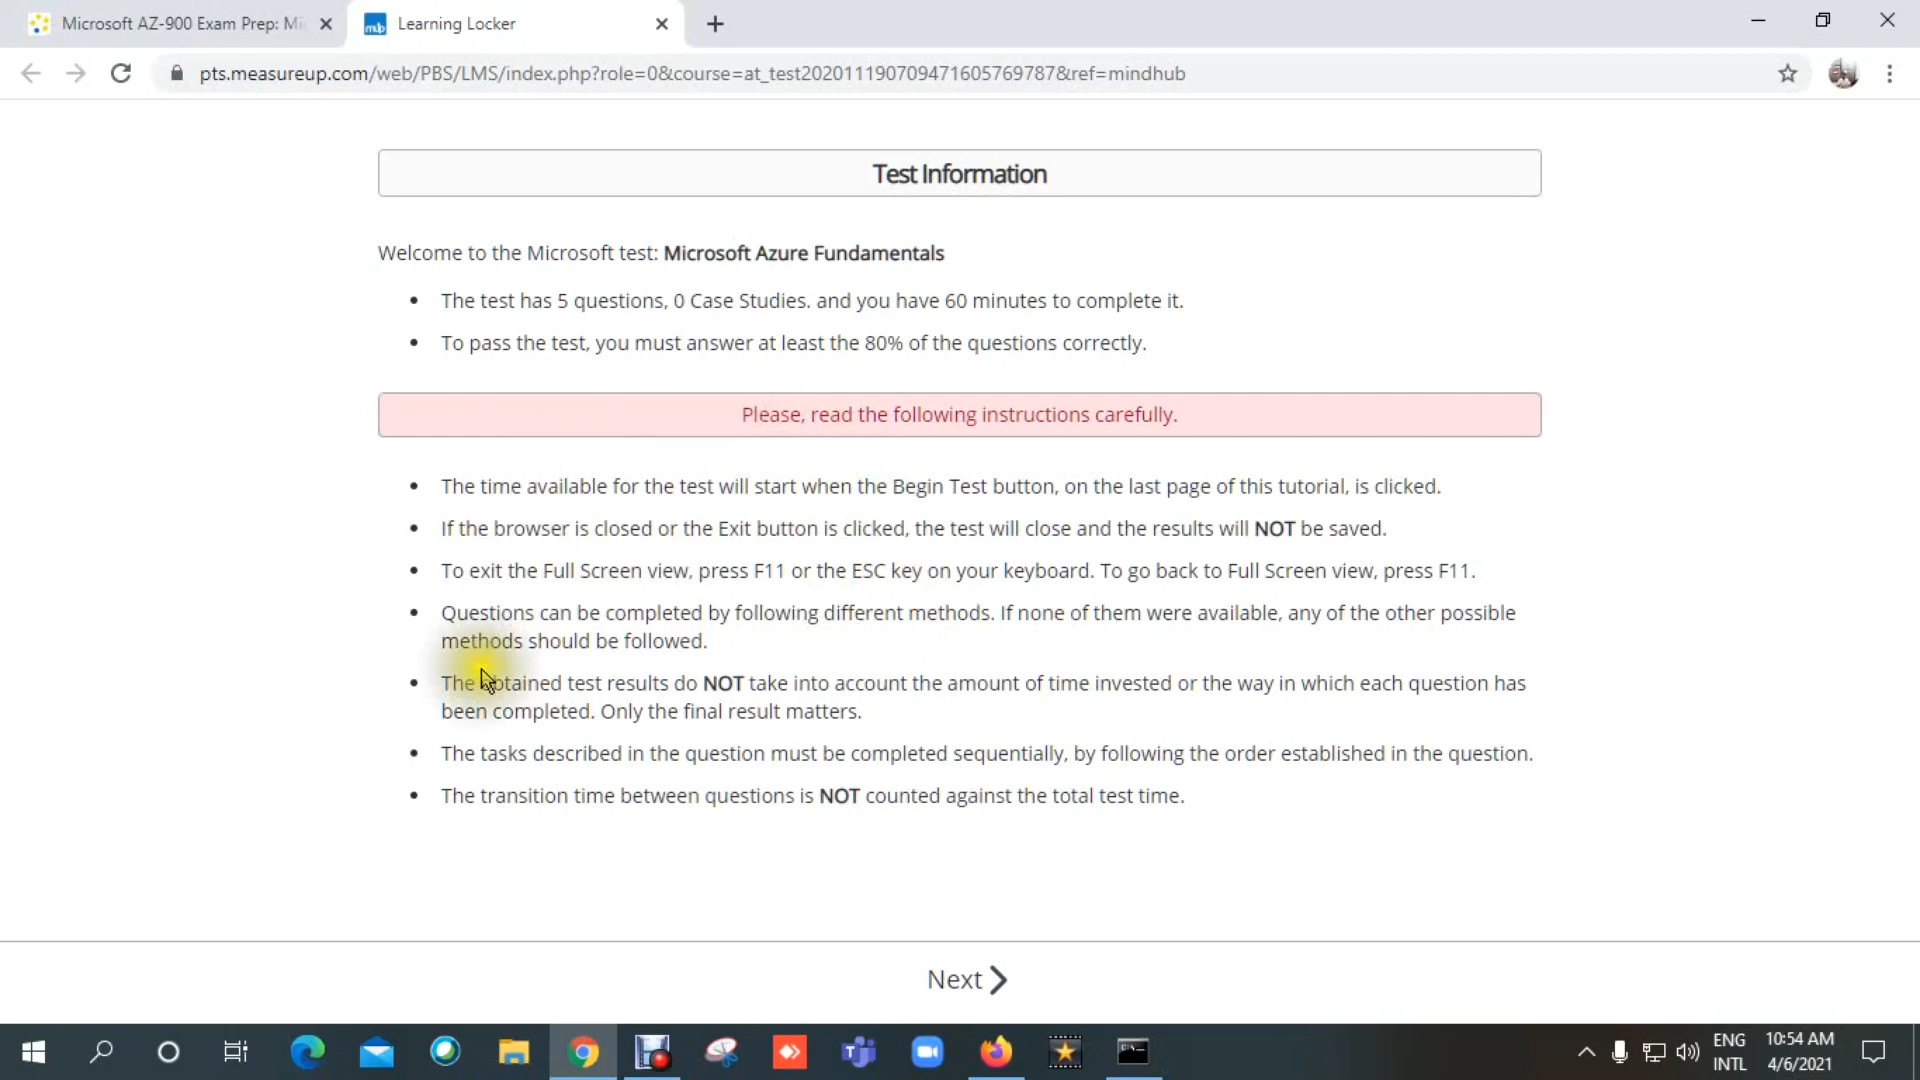 Microsoft AZ-900 Exam Prep: Mi
mup
Learning Locker
pts.measureup.com/web/PBS/LMS/index.php?role=0&course=at_test202011190709471605769787&ref=mindhub
Test Information
Welcome to the Microsoft test: Microsoft Azure Fundamentals
• The test has 5 questions, 0 Case Studies. and you have 60 minutes to complete it.
• To pass the test, you must answer at least the 80% of the questions correctly.
Please, read the following instructions carefully.
• The time available for the test will start when the Begin Test button, on the last page of this tutorial, is clicked.
• If the browser is closed or the Exit button is clicked, the test will close and the results will NOT be saved.
• To exit the Full Screen view, press F11 or the ESC key on your keyboard. To go back to Full Screen view, press F11.
• Questions can be completed by following different methods. If none of them were available, any of the other possible
methods should be followed.
• The obtained test results do NOT take into account the amount of time invested or the way in which each question has
been completed. Only the final result matters.
• The tasks described in the question must be completed sequentially, by following the order established in the question.
• The transition time between questions is NOT counted against the total test time.
Next
ENG
INTL
10:54 AM
4/6/2021